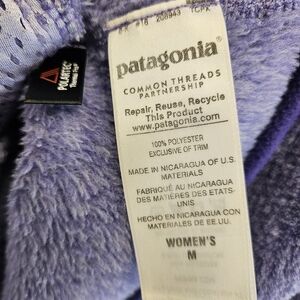 POLARTEC
patagonia®
COMMON THREADS
PARTNERSHIP
Repair, Reuse, Recycle
This Product
www.patagonia.com
100% POLYESTER
EXCLUSIVE OF TRIM
MADE IN NICARAGUA OF U.S.
MATERIALS
FABRIQUÉ AU NICARAGUA
DES MATIÈRES DES ETATS-
UNIS
HECHO EN NICARAGUA CON
MATERIALES DE EE.UU.
WOMEN'S
M